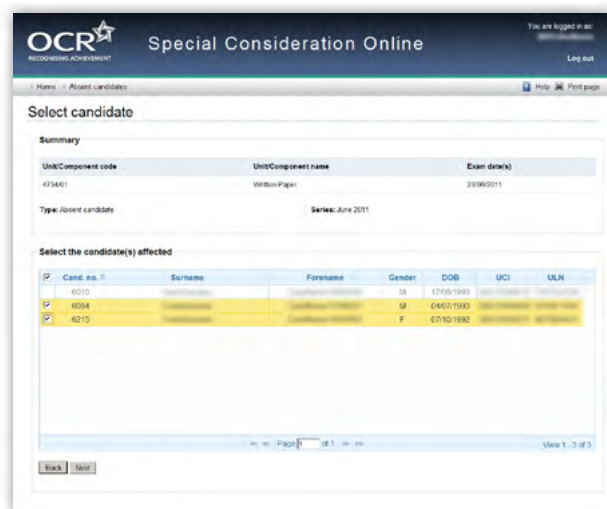 You are logged in as:
OCR
RECOGNISING ACHIEVEMENT
Special Consideration Online
Log out
Home Absent candidates
Help Print page
Select candidate
Summary
Unit/Component code Unit/Component name Exam date(s)
4734/01 Written Paper 23/06/2011
Type: Absent candidate Series: June 2011
Select the candidate(s) affected
Cand. no. Surname Forename Gender DOB UCI ULN
6010 M 17/08/1993
6084 M 04/07/1993
6215 F 07/10/1992
Page 1 of 1
View 1 - 3 of 3
Back Next